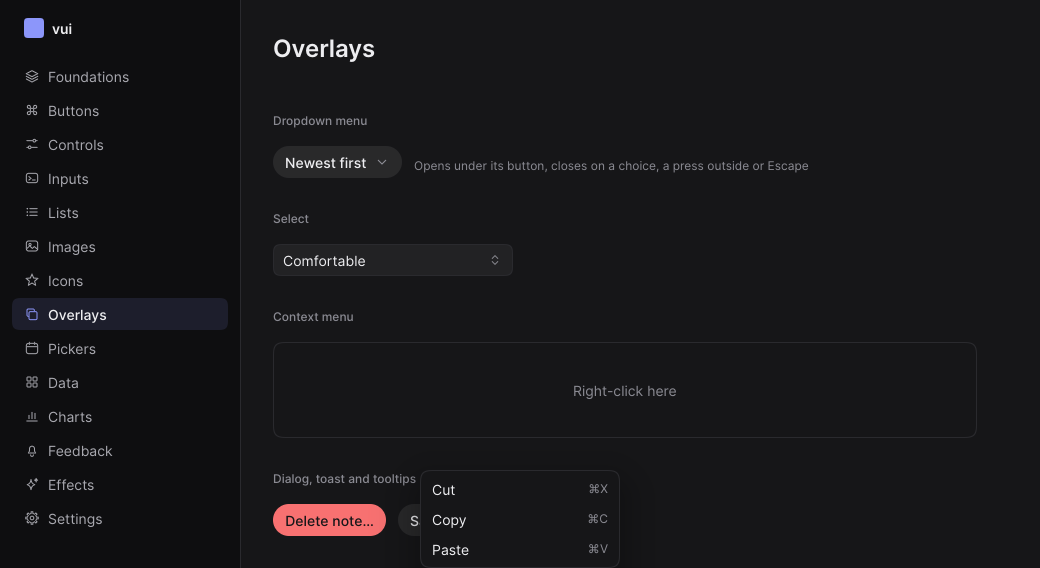 vui
Foundations
Buttons
Controls
Inputs
Lists
Images
Icons
Overlays
Pickers
Data
Charts
Feedback
Effects
Settings
Overlays
Dropdown menu
Newest first
Opens under its button, closes on a choice, a press outside or Escape
Select
Comfortable
Context menu
Right-click here
Dialog, toast and tooltips
Delete note...
Cut ⌘X
Copy ⌘C
Paste ⌘V